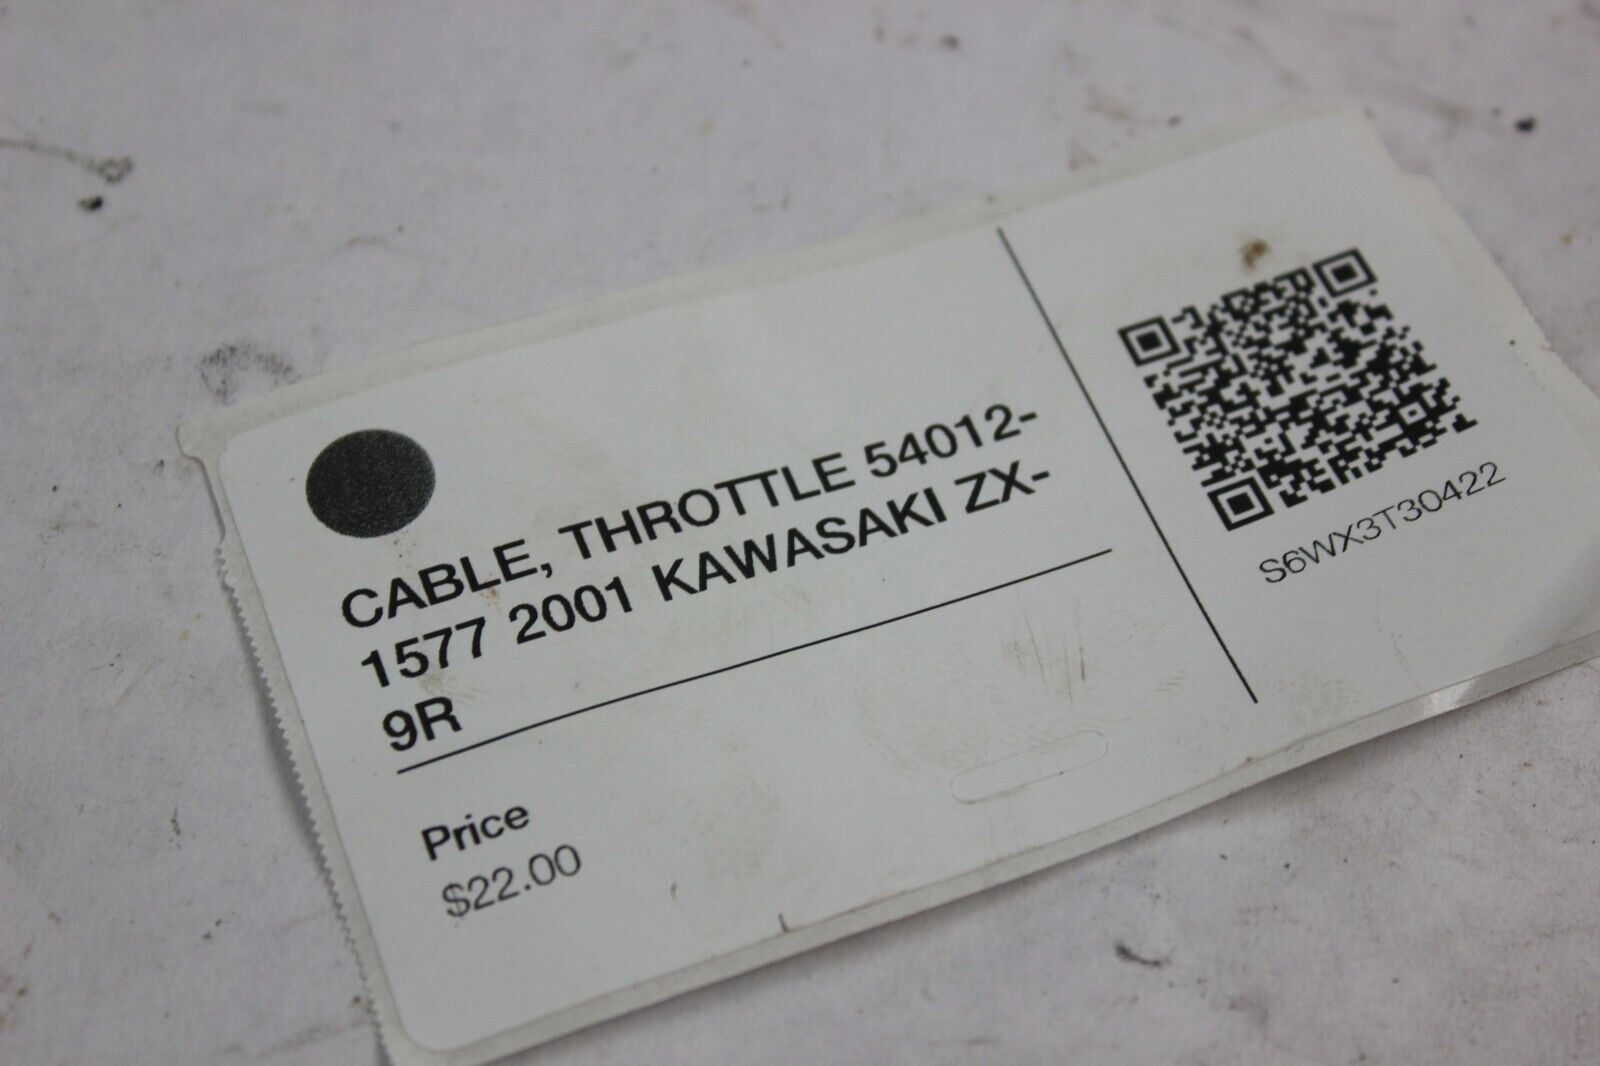 CABLE, THROTTLE 54012-
1577 2001 KAWASAKI ZX-
9R
Price
$22.00
S6WX3T30422